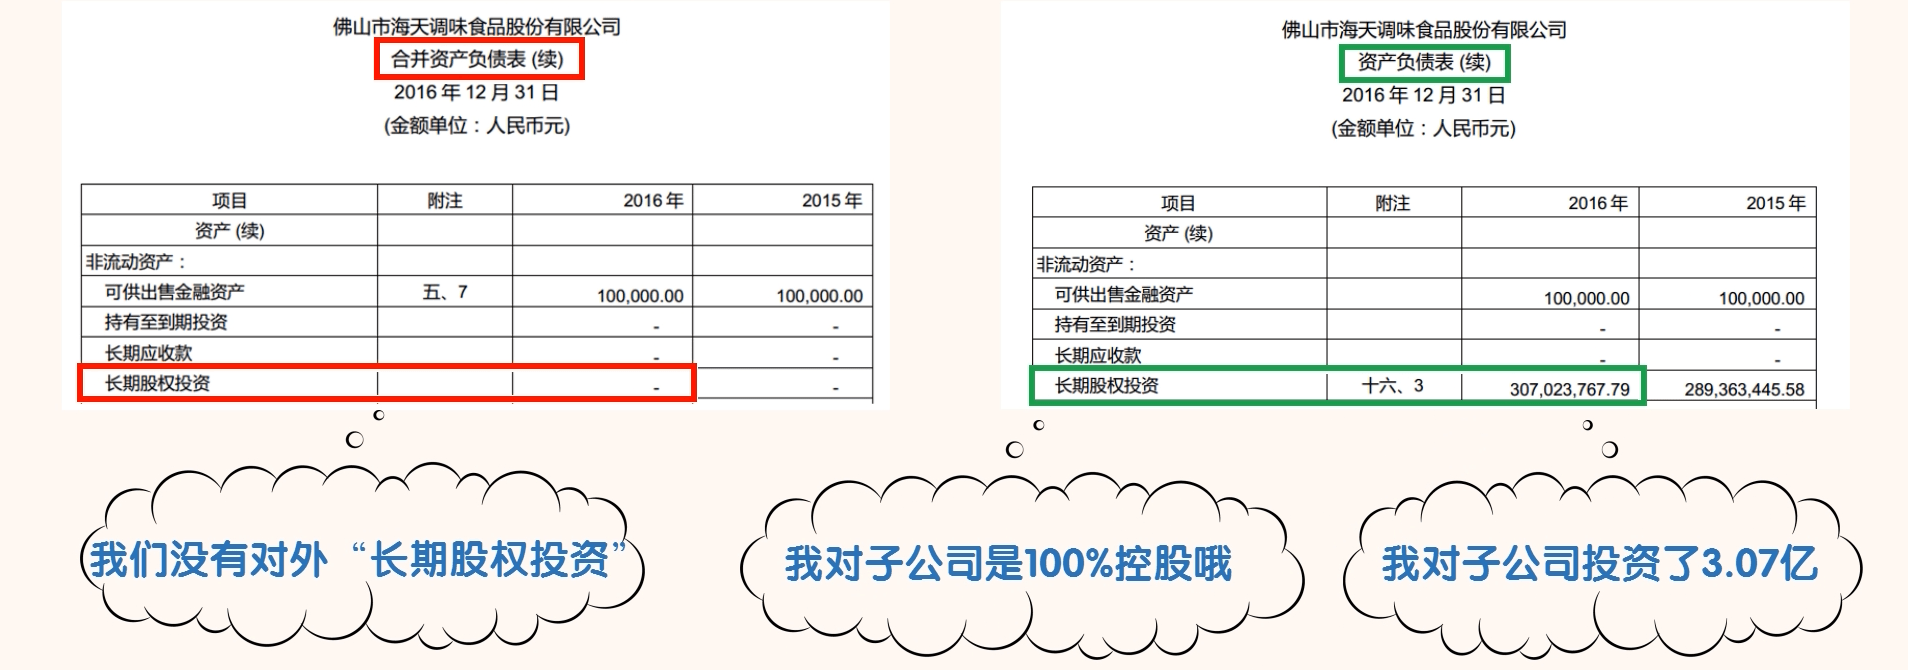 佛山市海天调味食品股份有限公司
合并资产负债表 (续)
2016 年 12 月 31 日
(金额单位：人民币元)
项目 附注 2016 年 2015 年
资产 (续)
非流动资产：
可供出售金融资产 五、7 100,000.00 100,000.00
持有至到期投资 - -
长期应收款 - -
长期股权投资 - -
我们没有对外“长期股权投资”
佛山市海天调味食品股份有限公司
资产负债表 (续)
2016 年 12 月 31 日
(金额单位：人民币元)
项目 附注 2016 年 2015 年
资产 (续)
非流动资产：
可供出售金融资产 100,000.00 100,000.00
持有至到期投资 - -
长期应收款 - -
长期股权投资 十六、3 307,023,767.79 289,363,445.58
我对子公司是100%控股哦
我对子公司投资了3.07亿